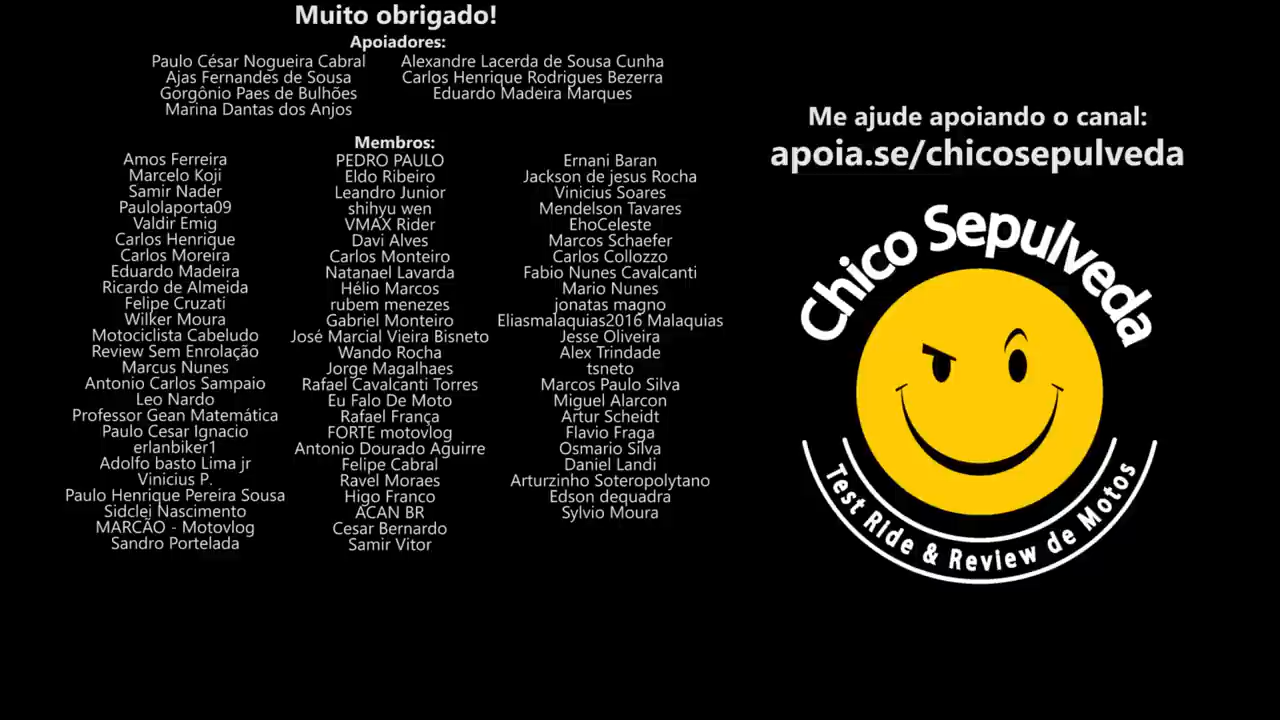 Muito obrigado!
Apoiadores:
Paulo César Nogueira Cabral
Ajas Fernandes de Sousa
Gorgônio Paes de Bulhões
Marina Dantas dos Anjos
Alexandre Lacerda de Sousa Cunha
Carlos Henrique Rodrigues Bezerra
Eduardo Madeira Marques
Membros:
Amos Ferreira
Marcelo Koji
Samir Nader
Paulolaporta09
Valdir Emig
Carlos Henrique
Carlos Moreira
Eduardo Madeira
Ricardo de Almeida
Felipe Cruzati
Wilker Moura
Motociclista Cabeludo
Review Sem Enrolação
Marcus Nunes
Antonio Carlos Sampaio
Leo Nardo
Professor Gean Matemática
Paulo Cesar Ignacio
erlanbiker1
Adolfo basto Lima jr
Vinicius P.
Paulo Henrique Pereira Sousa
Sidclei Nascimento
MARCÃO - Motovlog
Sandro Portelada
PEDRO PAULO
Eldo Ribeiro
Leandro Junior
shihyu wen
VMAX Rider
Davi Alves
Carlos Monteiro
Natanael Lavarda
Hélio Marcos
rubem menezes
Gabriel Monteiro
José Marcial Vieira Bisneto
Wando Rocha
Jorge Magalhaes
Rafael Cavalcanti Torres
Eu Falo De Moto
Rafael França
FORTE motovlog
Antonio Dourado Aguirre
Felipe Cabral
Ravel Moraes
Higo Franco
ACAN BR
Cesar Bernardo
Samir Vitor
Ernani Baran
Jackson de jesus Rocha
Vinicius Soares
Mendelson Tavares
EhoCeleste
Marcos Schaefer
Carlos Collozzo
Fabio Nunes Cavalcanti
Mario Nunes
jonatas magno
Eliasmalaquias2016 Malaquias
Jesse Oliveira
Alex Trindade
tsneto
Marcos Paulo Silva
Miguel Alarcon
Artur Scheidt
Flavio Fraga
Osmario Silva
Daniel Landi
Arturzinho Soteropolytano
Edson dequadra
Sylvio Moura
Me ajude apoiando o canal:
apoia.se/chicosepulveda
Chico Sepulveda
Test Ride & Review de Motos